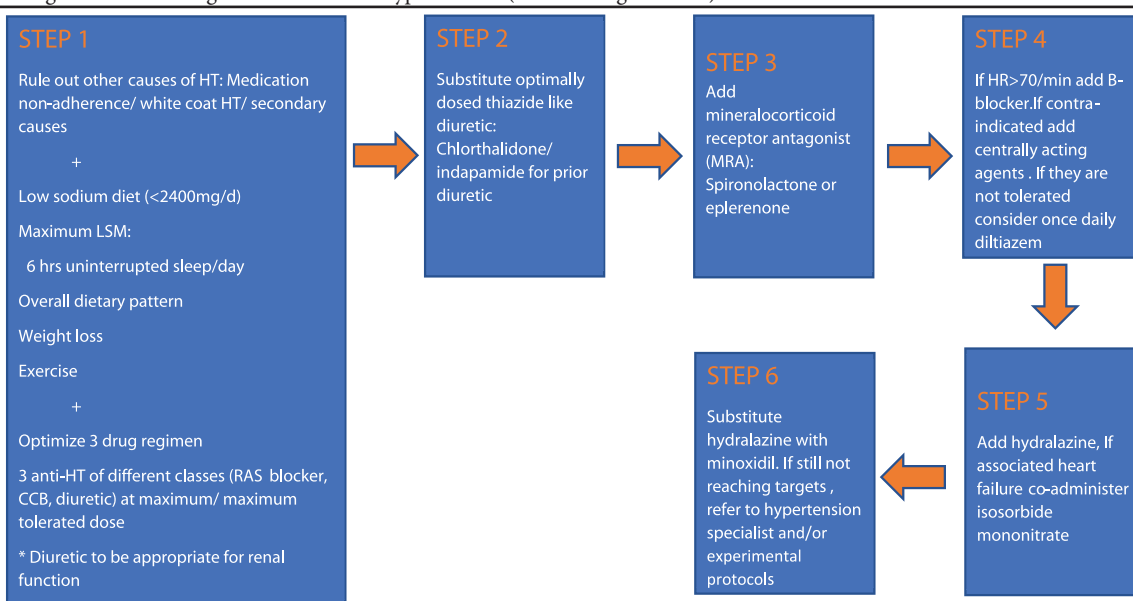 STEP 1
Rule out other causes of HT: Medication
non-adherence/ white coat HT/ secondary
causes
+
Low sodium diet (<2400mg/d)
Maximum LSM:
6 hrs uninterrupted sleep/day
Overall dietary pattern
Weight loss
Exercise
+
Optimize 3 drug regimen
3 anti-HT of different classes (RAS blocker,
CCB, diuretic) at maximum/ maximum
tolerated dose
* Diuretic to be appropriate for renal
function
STEP 2
Substitute optimally
dosed thiazide like
diuretic:
Chlorthalidone/
indapamide for prior
diuretic
STEP 3
Add
mineralocorticoid
receptor antagonist
(MRA):
Spironolactone or
eplerenone
STEP 4
If HR>70/min add B-
blocker.If contra-
indicated add
centrally acting
agents . If they are
not tolerated
consider once daily
diltiazem
STEP 5
Add hydralazine, If
associated heart
failure co-administer
isosorbide
mononitrate
STEP 6
Substitute
hydralazine with
minoxidil. If still not
reaching targets ,
refer to hypertension
specialist and/or
experimental
protocols